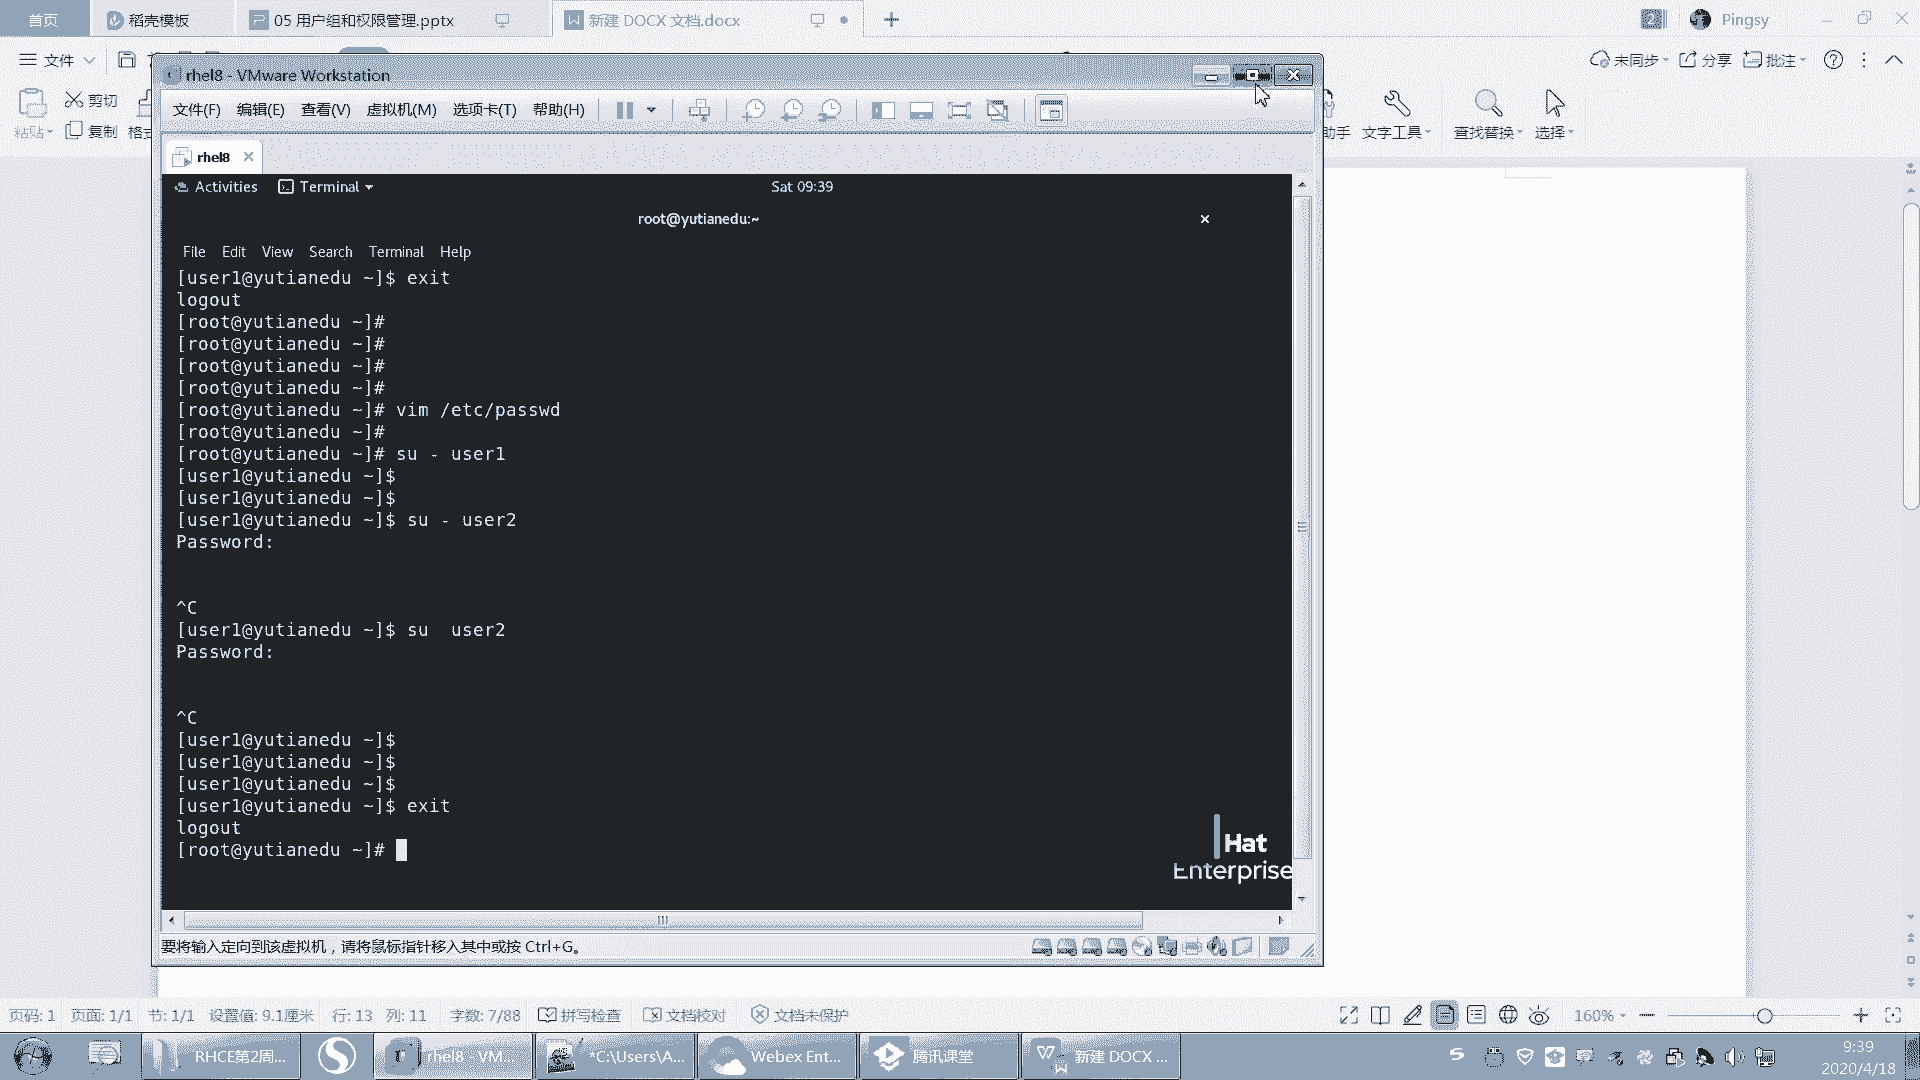 首页
稻壳模板
05 用户组和权限管理.pptx
新建 DOCX 文档.docx
Pingsy
文件
未同步
分享
批注
粘贴
剪切
复制
助手
文字工具
查找替换
选择
rhel8 - VMware Workstation
文件(F) 编辑(E) 查看(V) 虚拟机(M) 选项卡(T) 帮助(H)
rhel8
Activities
Terminal
Sat 09:39
root@yutianedu:~
File Edit View Search Terminal Help
[user1@yutianedu ~]$ exit
logout
[root@yutianedu ~]#
[root@yutianedu ~]#
[root@yutianedu ~]#
[root@yutianedu ~]#
[root@yutianedu ~]# vim /etc/passwd
[root@yutianedu ~]#
[root@yutianedu ~]# su - user1
[user1@yutianedu ~]$
[user1@yutianedu ~]$
[user1@yutianedu ~]$ su - user2
Password:
^C
[user1@yutianedu ~]$ su  user2
Password:
^C
[user1@yutianedu ~]$
[user1@yutianedu ~]$
[user1@yutianedu ~]$
[user1@yutianedu ~]$ exit
logout
[root@yutianedu ~]#
Hat
Enterprise
要将输入定向到该虚拟机，请将鼠标指针移入其中或按 Ctrl+G。
页码: 1 页面: 1/1 节: 1/1 设置值: 9.1厘米 行: 13 列: 11 字数: 7/88 拼写检查 文档校对 文档未保护
160%
RHCE第2周...
rhel8 - VM...
*C:\Users\A...
Webex Ent...
腾讯课堂
新建 DOCX ...
9:39
2020/4/18